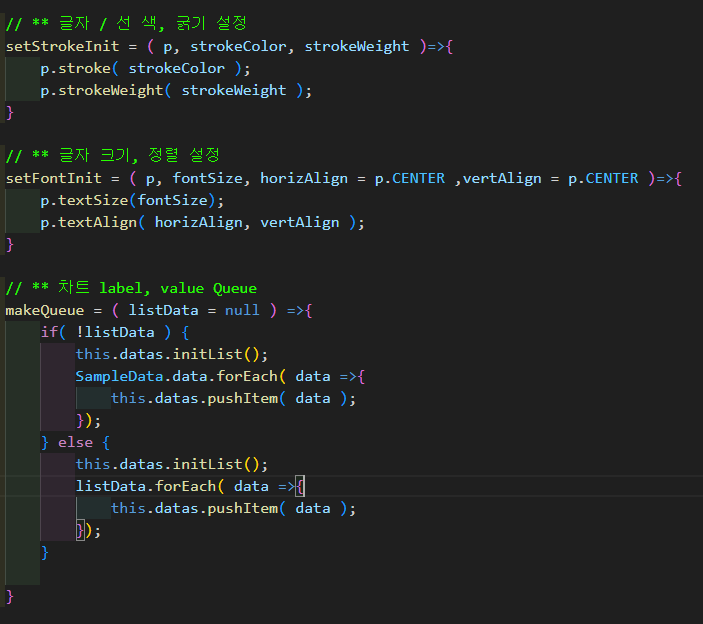 // ** 글자 / 선 색, 굵기 설정
setStrokeInit = ( p, strokeColor, strokeWeight )=>{
    p.stroke( strokeColor );
    p.strokeWeight( strokeWeight );
}
// ** 글자 크기, 정렬 설정
setFontInit = ( p, fontSize, horizAlign = p.CENTER ,vertAlign = p.CENTER )=>{
    p.textSize(fontSize);
    p.textAlign( horizAlign, vertAlign );
}
// ** 차트 label, value Queue
makeQueue = ( listData = null ) =>{
    if( !listData ) {
        this.datas.initList();
        SampleData.data.forEach( data =>{
            this.datas.pushItem( data );
        });
    } else {
        this.datas.initList();
        listData.forEach( data =>{
            this.datas.pushItem( data );
        });
    }
}